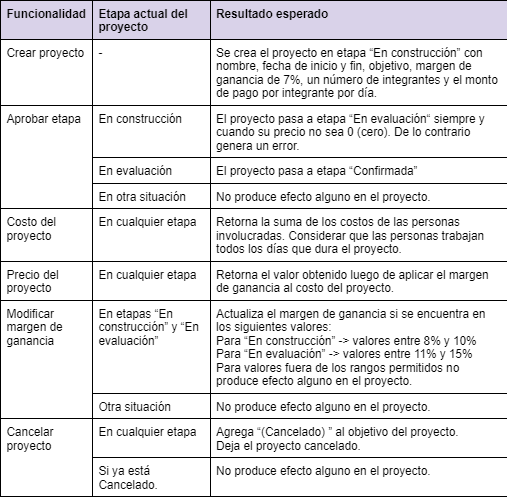 Funcionalidad
Etapa actual del
proyecto
Resultado esperado
Crear proyecto
-
Se crea el proyecto en etapa “En construcción” con
nombre, fecha de inicio y fin, objetivo, margen de
ganancia de 7%, un número de integrantes y el monto
de pago por integrante por día.
Aprobar etapa
En construcción
El proyecto pasa a etapa “En evaluación“ siempre y
cuando su precio no sea 0 (cero). De lo contrario
genera un error.
En evaluación
El proyecto pasa a etapa “Confirmada”
En otra situación
No produce efecto alguno en el proyecto.
Costo del
proyecto
En cualquier etapa
Retorna la suma de los costos de las personas
involucradas. Considerar que las personas trabajan
todos los días que dura el proyecto.
Precio del
proyecto
En cualquier etapa
Retorna el valor obtenido luego de aplicar el margen
de ganancia al costo del proyecto.
Modificar
margen de
ganancia
En etapas “En
construcción” y “En
evaluación”
Actualiza el margen de ganancia si se encuentra en
los siguientes valores:
Para “En construcción” -> valores entre 8% y 10%
Para “En evaluación” -> valores entre 11% y 15%
Para valores fuera de los rangos permitidos no
produce efecto alguno en el proyecto.
Otra situación
No produce efecto alguno en el proyecto.
Cancelar
proyecto
En cualquier etapa
Agrega “(Cancelado) ” al objetivo del proyecto.
Deja el proyecto cancelado.
Si ya está
Cancelado.
No produce efecto alguno en el proyecto.